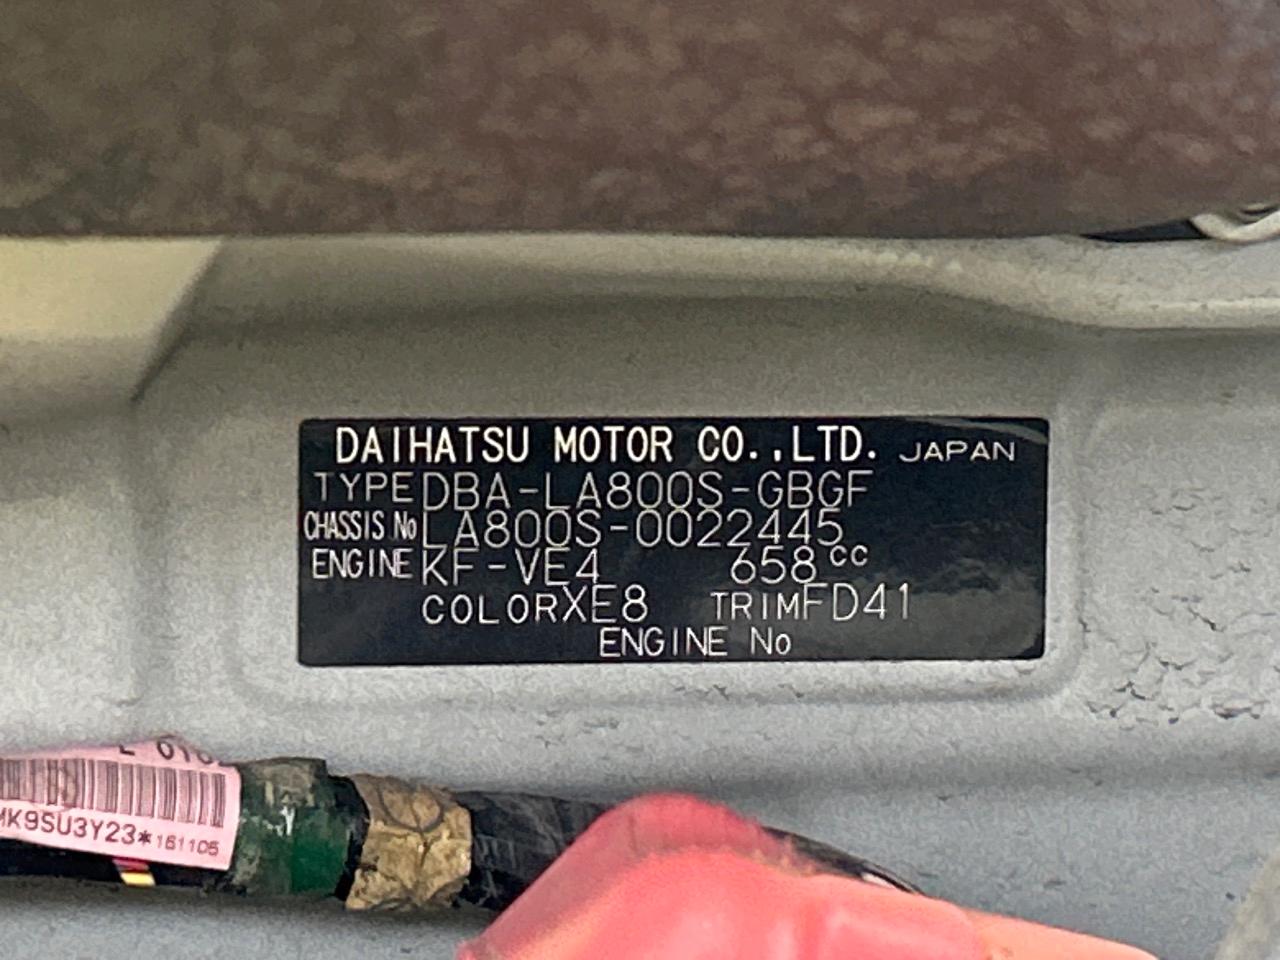 DAIHATSU MOTOR CO.,LTD. JAPAN
TYPE DBA-LA800S-GBGF
CHASSIS No LA800S-0022445
ENGINE KF-VE4 658cc
COLOR XE8 TRIM FD41
ENGINE No
MK9SU3Y23*161105